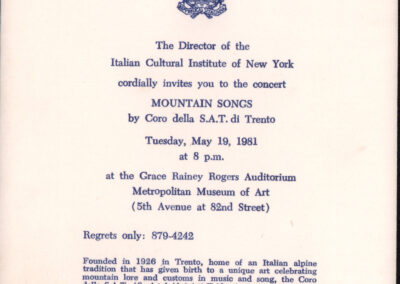 The Director of the
Italian Cultural Institute of New York
cordially invites you to the concert
MOUNTAIN SONGS
by Coro della S.A.T. di Trento
Tuesday, May 19, 1981
at 8 p.m.
at the Grace Rainey Rogers Auditorium
Metropolitan Museum of Art
(5th Avenue at 82nd Street)
Regrets only: 879-4242
Founded in 1926 in Trento, home of an Italian alpine
tradition that has given birth to a unique art celebrating
mountain lore and customs in music and song, the Coro